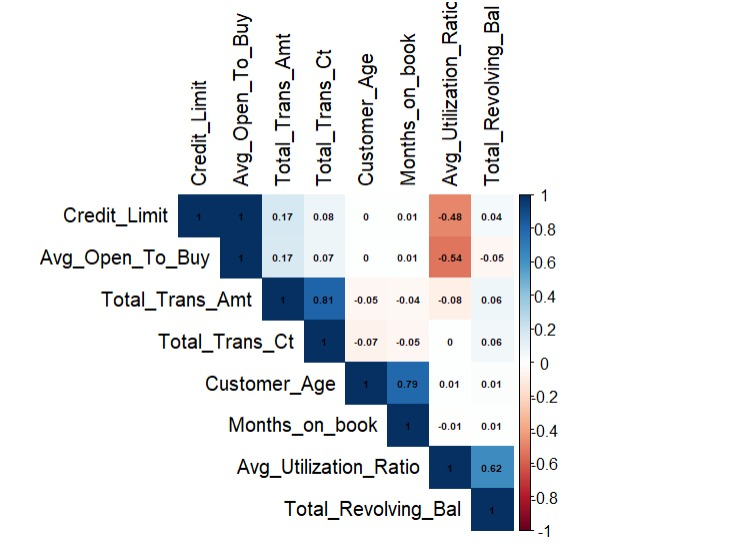 Credit_Limit
Avg_Open_To_Buy
Total_Trans_Amt
Total_Trans_Ct
Customer_Age
Months_on_book
Avg_Utilization_Ratio
Total_Revolving_Bal
Credit_Limit 1 1 0.17 0.08 0 0.01 -0.48 0.04
Avg_Open_To_Buy 1 0.17 0.07 0 0.01 -0.54 -0.05
Total_Trans_Amt 1 0.81 -0.05 -0.04 -0.08 0.06
Total_Trans_Ct 1 -0.07 -0.05 0 0.06
Customer_Age 1 0.79 0.01 0.01
Months_on_book 1 -0.01 0.01
Avg_Utilization_Ratio 1 0.62
Total_Revolving_Bal 1
1
0.8
0.6
0.4
0.2
0
-0.2
-0.4
-0.6
-0.8
-1